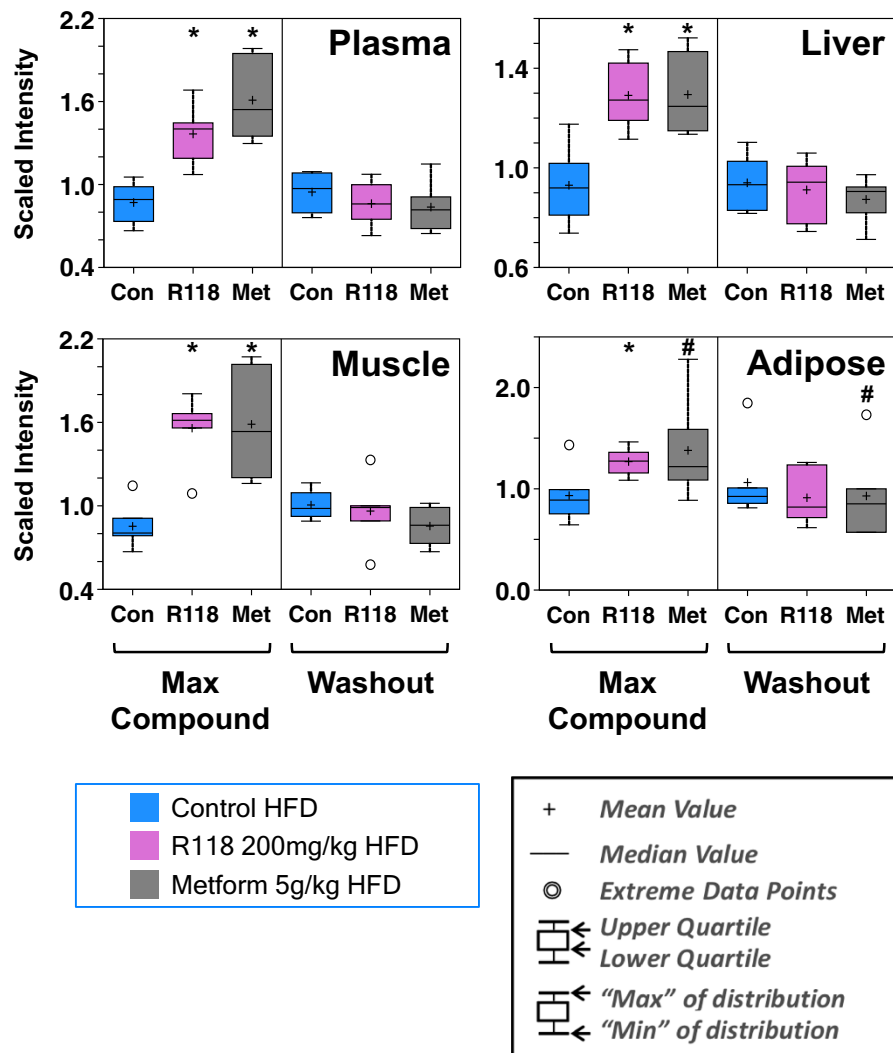 Plasma
Scaled Intensity
2.2
1.6
1.0
0.4
* *
Con R118 Met Con R118 Met
Liver
1.4
1.0
0.6
* *
Con R118 Met Con R118 Met
Muscle
Scaled Intensity
2.2
1.6
1.0
0.4
* *
Con R118 Met Con R118 Met
Adipose
2.0
1.0
0.0
* # #
Con R118 Met Con R118 Met
Max
Compound
Washout
Max
Compound
Washout
Control HFD
R118 200mg/kg HFD
Metform 5g/kg HFD
+ Mean Value
Median Value
Extreme Data Points
Upper Quartile
Lower Quartile
“Max” of distribution
“Min” of distribution